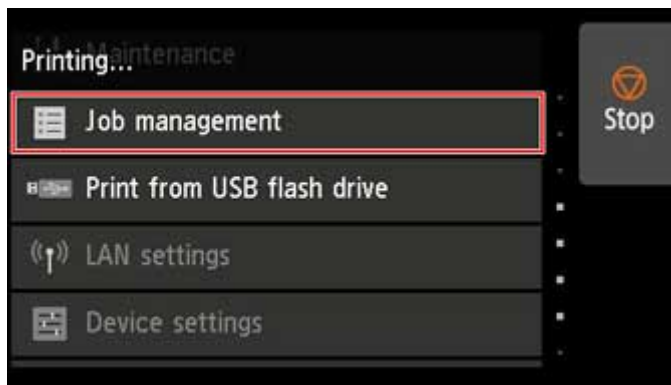 Maintenance
Printing...
Job management
Stop
Print from USB flash drive
LAN settings
Device settings